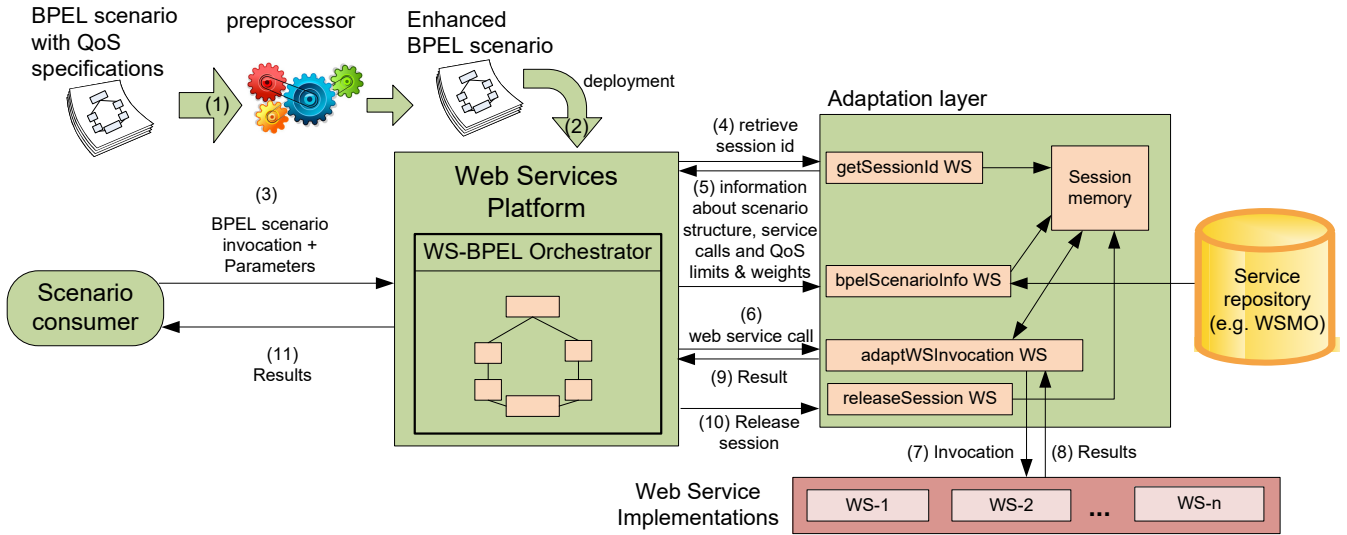 BPEL scenario
with QoS
specifications
(1)
preprocessor
Enhanced
BPEL scenario
deployment
(2)
Adaptation layer
(3)
BPEL scenario
invocation +
Parameters
Web Services
Platform
WS-BPEL Orchestrator
(4) retrieve
session id
(5) information
about scenario
structure, service
calls and QoS
limits & weights
(6)
web service call
(9) Result
(10) Release
session
getSessionId WS
Session
memory
bpelScenarioInfo WS
adaptWSInvocation WS
releaseSession WS
Service
repository
(e.g. WSMO)
Scenario
consumer
(11)
Results
(7) Invocation
(8) Results
Web Service
Implementations
WS-1
WS-2
...
WS-n